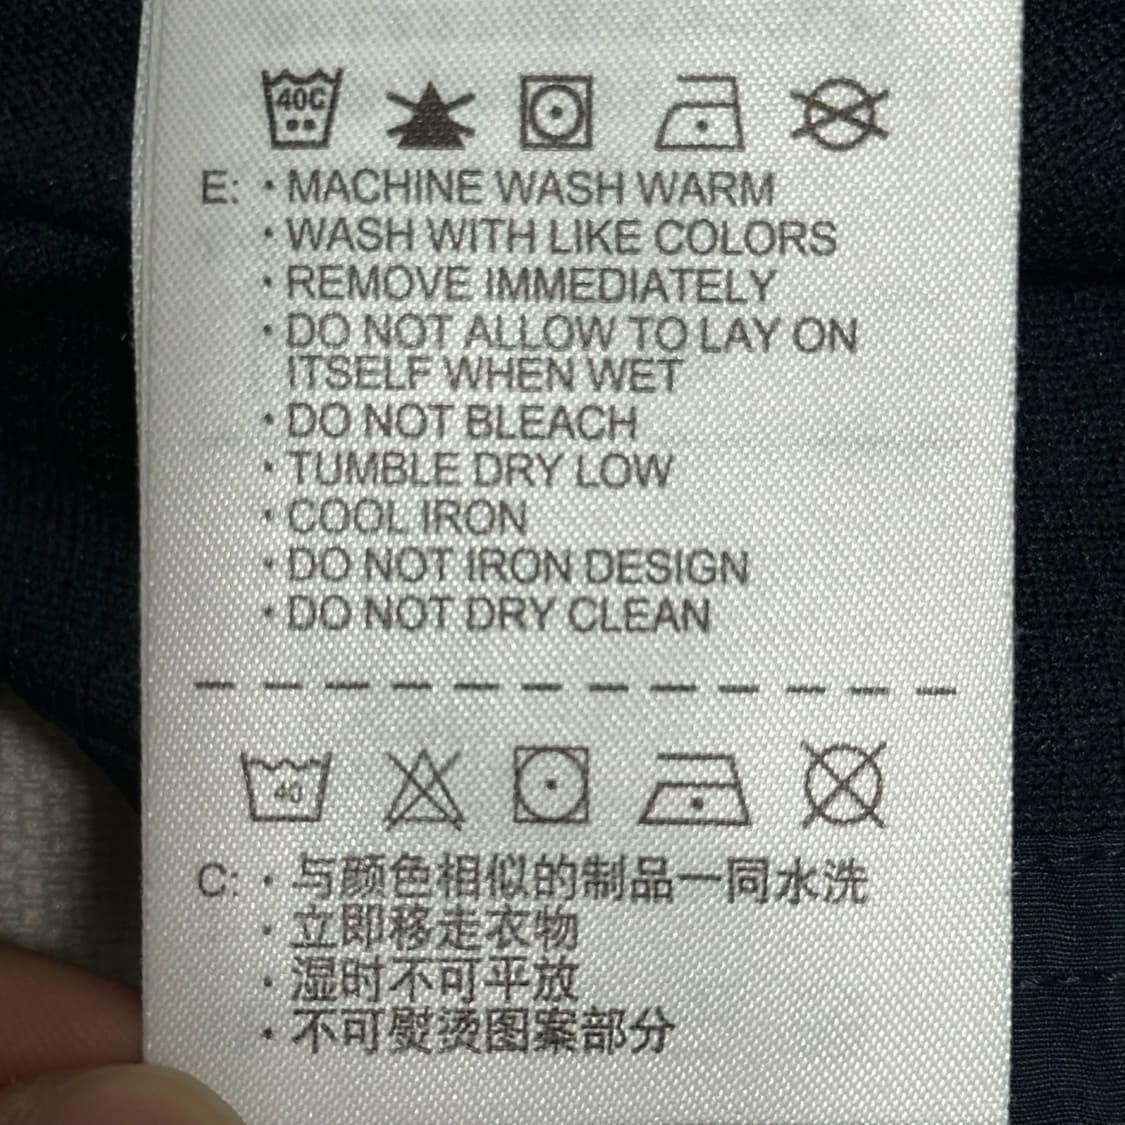 40C
E: · MACHINE WASH WARM
· WASH WITH LIKE COLORS
· REMOVE IMMEDIATELY
· DO NOT ALLOW TO LAY ON
ITSELF WHEN WET
· DO NOT BLEACH
· TUMBLE DRY LOW
· COOL IRON
· DO NOT IRON DESIGN
· DO NOT DRY CLEAN
40
C: · 与颜色相似的制品一同水洗
· 立即移走衣物
· 湿时不可平放
· 不可熨烫图案部分